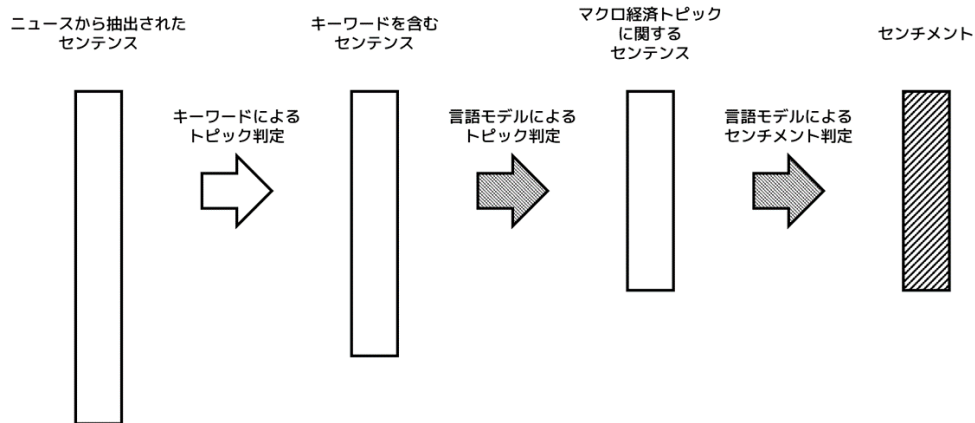 ニュースから抽出された
センテンス
キーワードによる
トピック判定
キーワードを含む
センテンス
言語モデルによる
トピック判定
マクロ経済トピック
に関する
センテンス
言語モデルによる
センチメント判定
センチメント